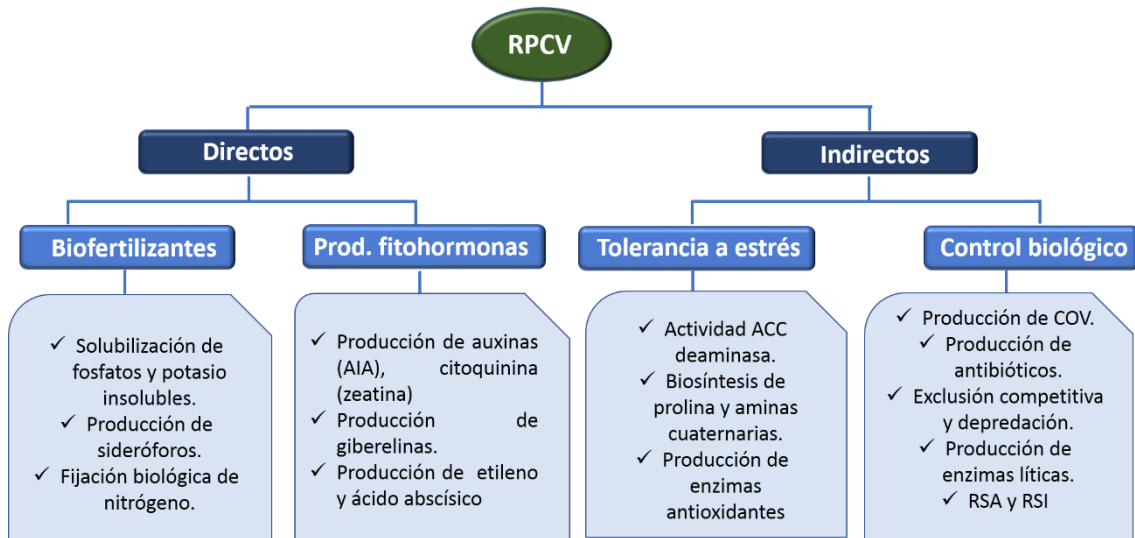 RPCV
Directos
Indirectos
Biofertilizantes
Prod. fitohormonas
Tolerancia a estrés
Control biológico
✓ Solubilización de
fosfatos y potasio
insolubles.
✓ Producción de
sideróforos.
✓ Fijación biológica de
nitrógeno.
✓ Producción de auxinas
(AIA), citoquinina
(zeatina)
✓ Producción de
giberelinas.
✓ Producción de etileno
y ácido abscísico
✓ Actividad ACC
deaminasa.
✓ Biosíntesis de
prolina y aminas
cuaternarias.
✓ Producción de
enzimas
antioxidantes
✓ Producción de COV.
✓ Producción de
antibióticos.
✓ Exclusión competitiva
y depredación.
✓ Producción de
enzimas líticas.
✓ RSA y RSI